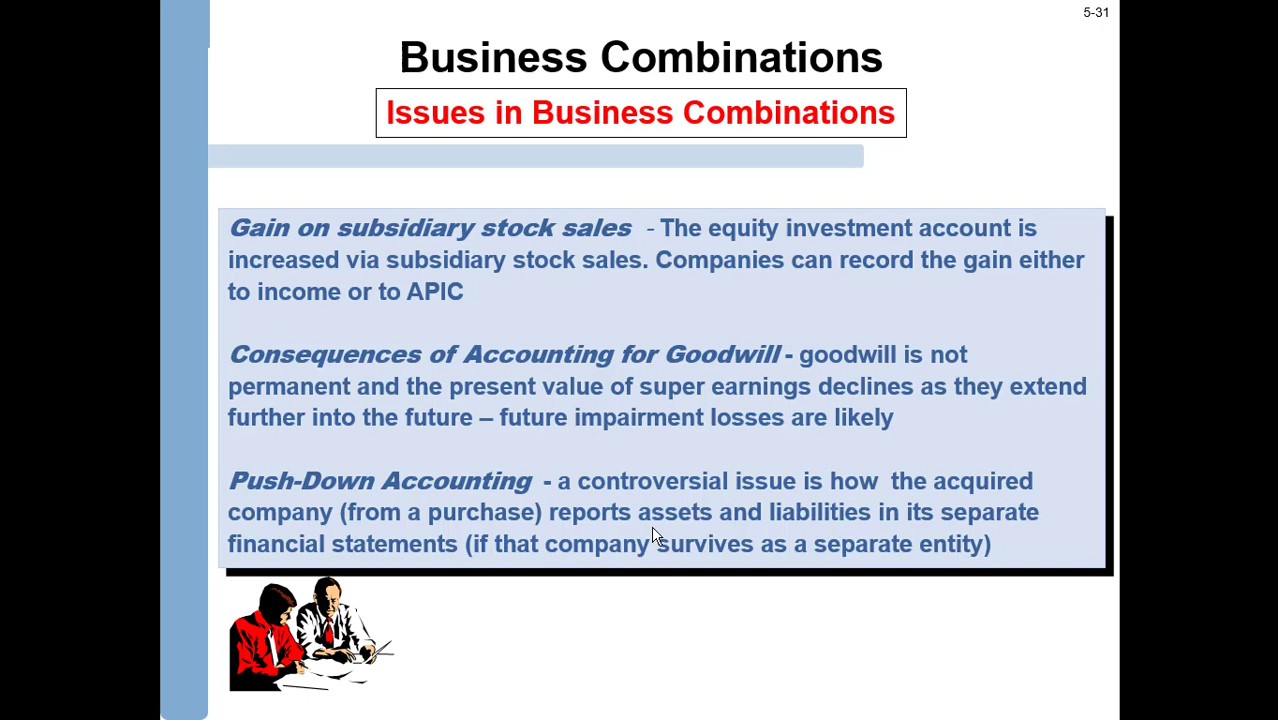 5-31
Business Combinations
Issues in Business Combinations
Gain on subsidiary stock sales - The equity investment account is
increased via subsidiary stock sales. Companies can record the gain either
to income or to APIC
Consequences of Accounting for Goodwill - goodwill is not
permanent and the present value of super earnings declines as they extend
further into the future – future impairment losses are likely
Push-Down Accounting - a controversial issue is how the acquired
company (from a purchase) reports assets and liabilities in its separate
financial statements (if that company survives as a separate entity)